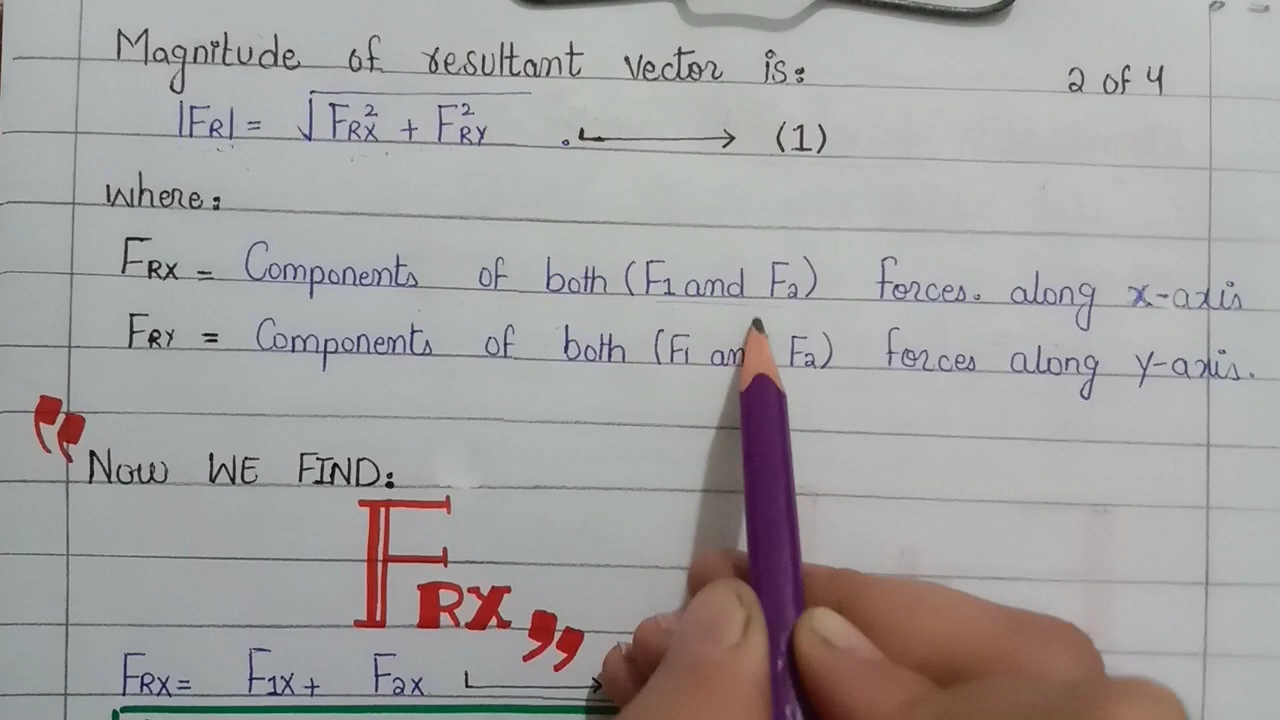 Magnitude of resultant vector is:
2 of 4
|FR| = √FRX² + FRY² (1)
where:
FRX = Components of both (F1 and F2) forces. along x-axis
FRY = Components of both (F1 an F2) forces along y-axis.
"Now WE FIND:
FRX"
FRX = F1X + F2X